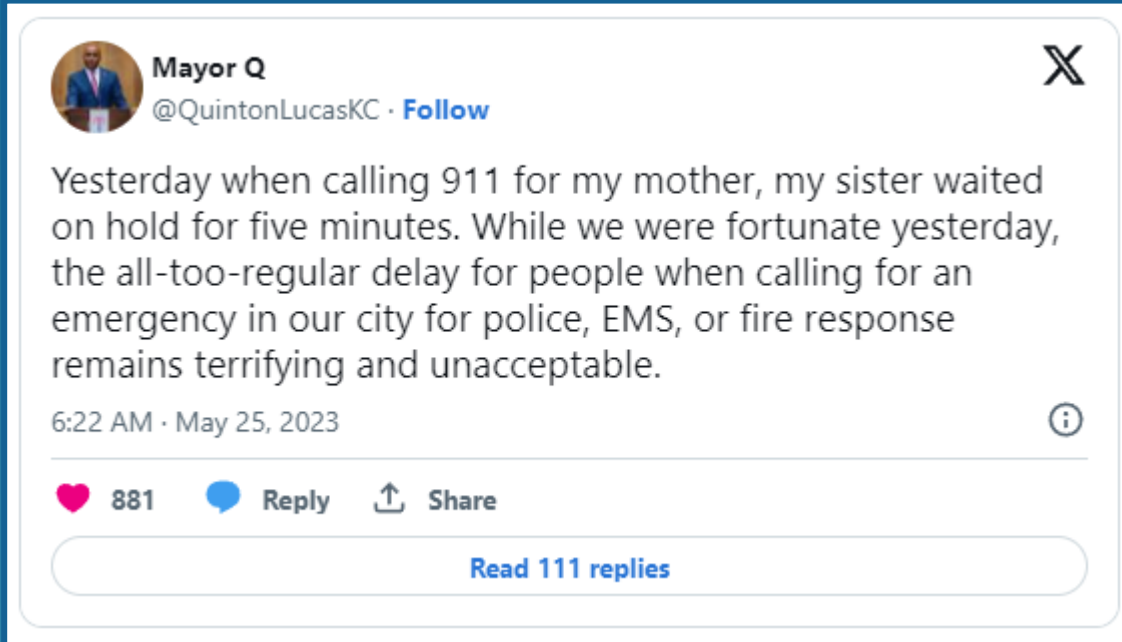 Mayor Q
@QuintonLucasKC · Follow
Yesterday when calling 911 for my mother, my sister waited
on hold for five minutes. While we were fortunate yesterday,
the all-too-regular delay for people when calling for an
emergency in our city for police, EMS, or fire response
remains terrifying and unacceptable.
6:22 AM · May 25, 2023
881 Reply Share
Read 111 replies